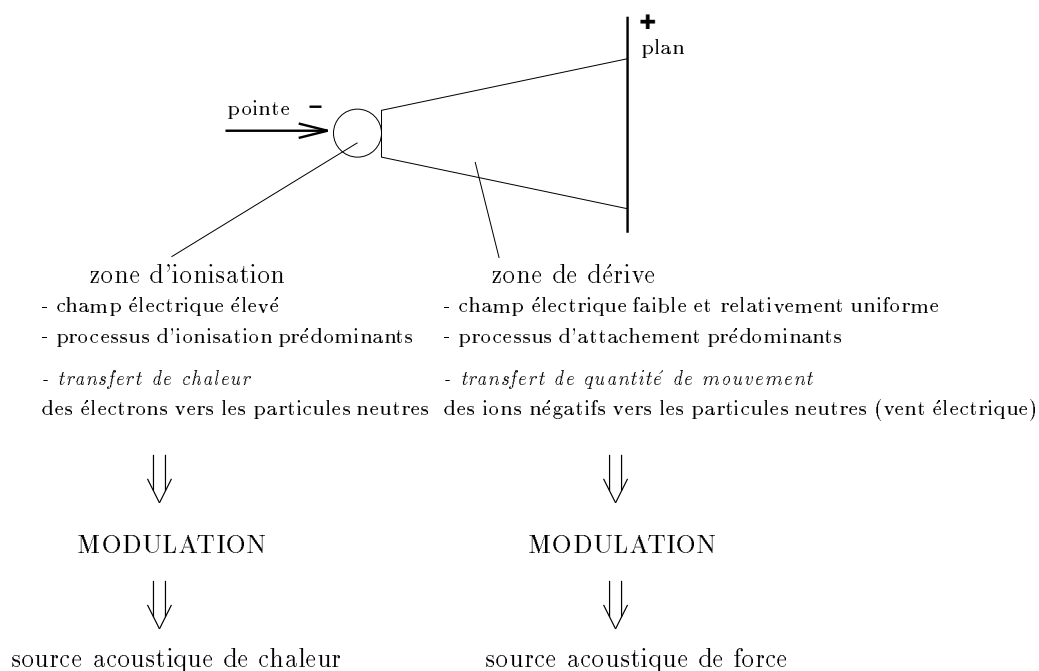 +
plan
pointe -
zone d'ionisation
- champ électrique élevé
- processus d'ionisation prédominants
- transfert de chaleur
des électrons vers les particules neutres
zone de dérive
- champ électrique faible et relativement uniforme
- processus d'attachement prédominants
- transfert de quantité de mouvement
des ions négatifs vers les particules neutres (vent électrique)
MODULATION
MODULATION
source acoustique de chaleur
source acoustique de force